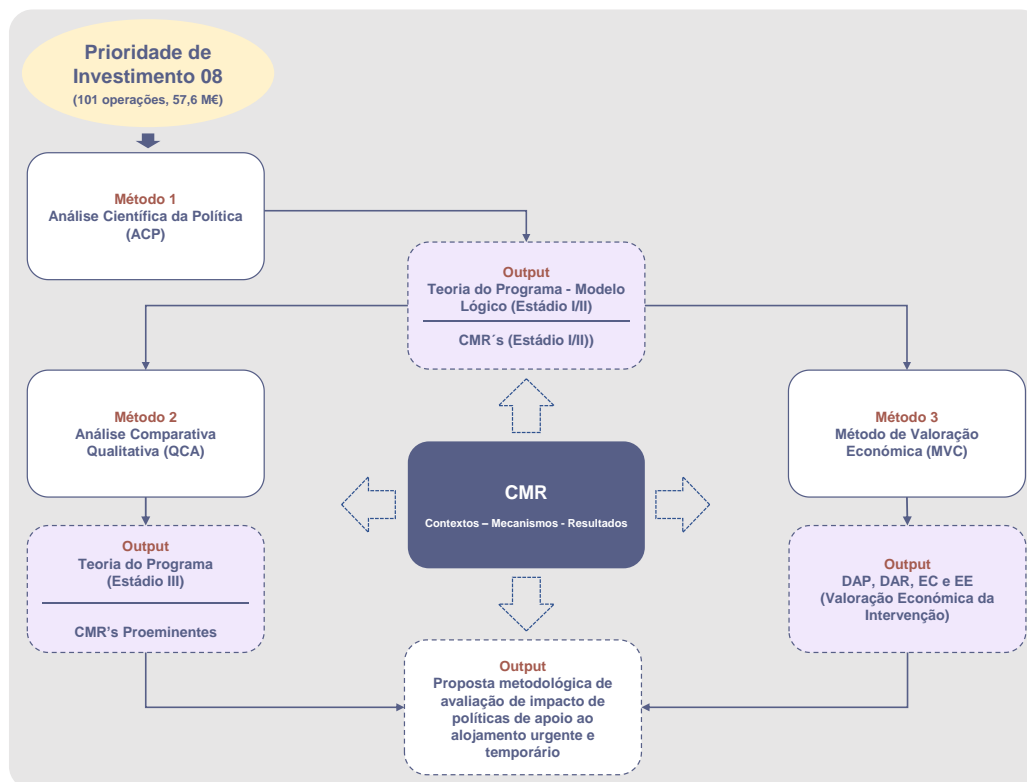 Prioridade de
Investimento 08
(101 operações, 57,6 M€)
Método 1
Análise Científica da Política
(ACP)
Output
Teoria do Programa - Modelo
Lógico (Estádio I/II)
CMR´s (Estádio I/II))
Método 2
Análise Comparativa
Qualitativa (QCA)
CMR
Contextos – Mecanismos - Resultados
Método 3
Método de Valoração
Económica (MVC)
Output
Teoria do Programa
(Estádio III)
CMR's Proeminentes
Output
DAP, DAR, EC e EE
(Valoração Económica da
Intervenção)
Output
Proposta metodológica de
avaliação de impacto de
políticas de apoio ao
alojamento urgente e
temporário